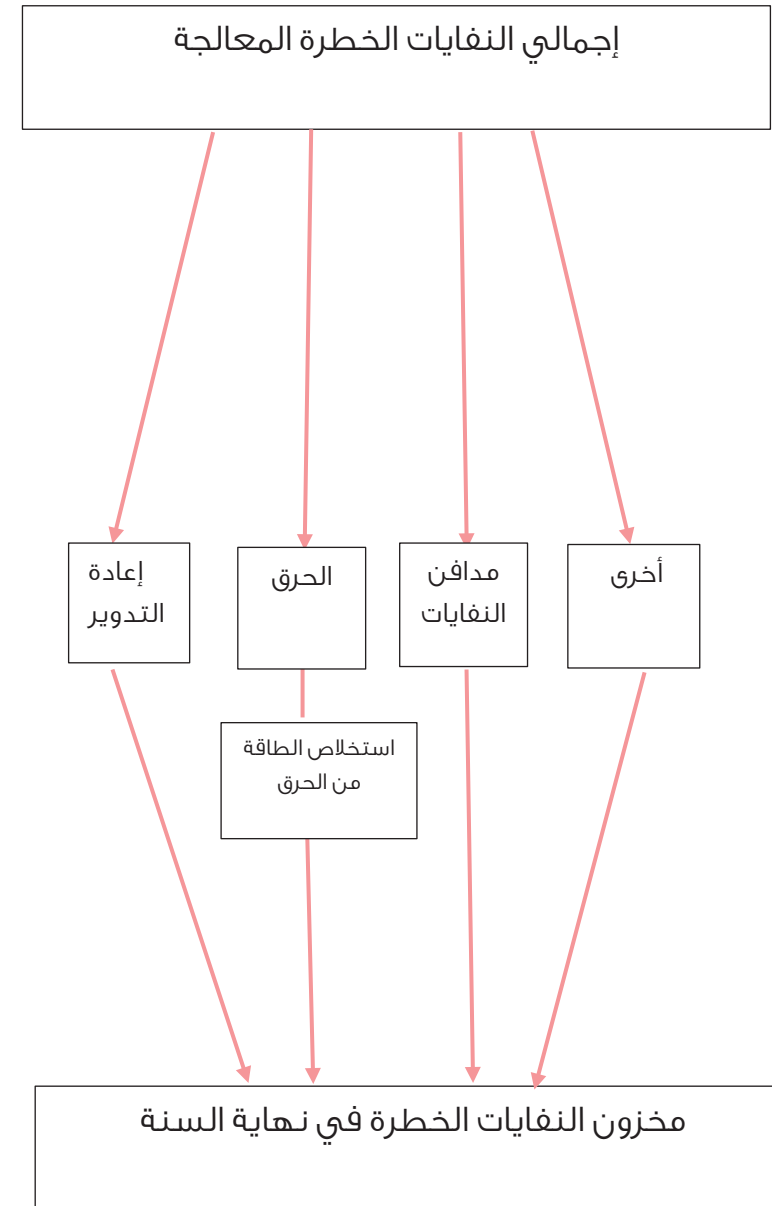 إجمالي النفايات الخطرة المعالجة
أخرى
مدافن
النفايات
الحرق
إعادة
التدوير
استخلاص الطاقة
من الحرق
مخزون النفايات الخطرة في نهاية السنة